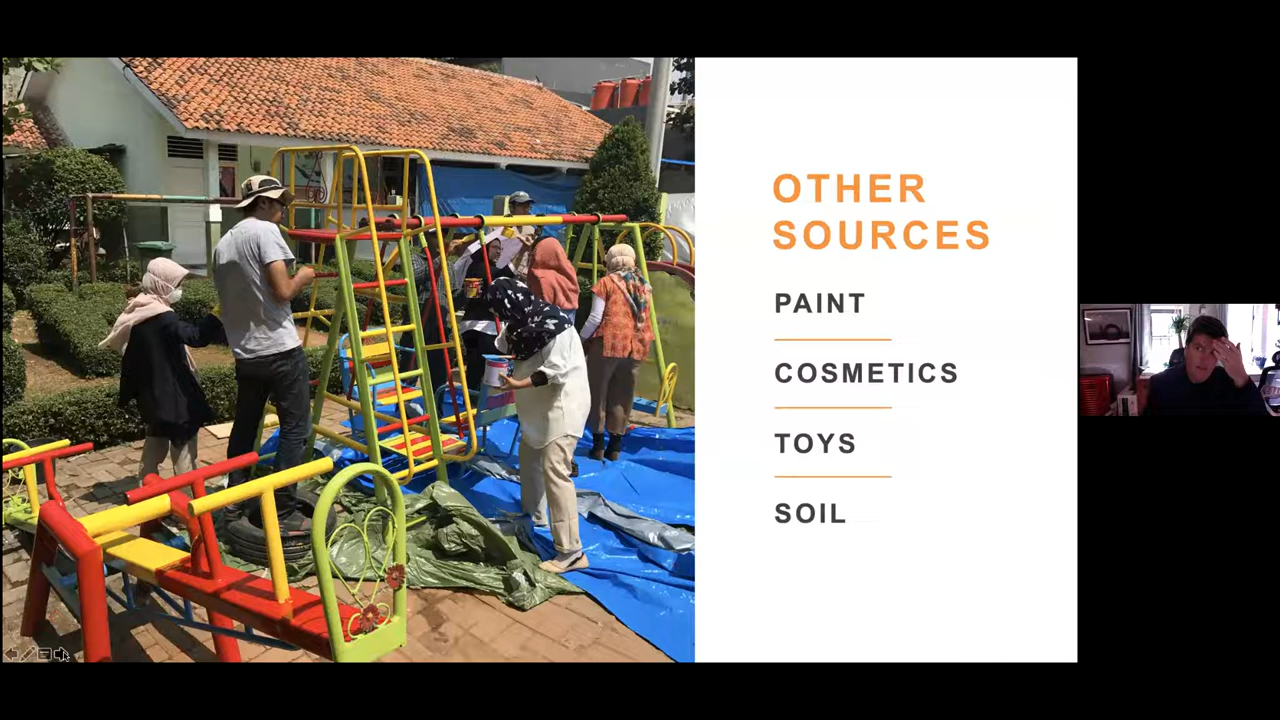 OTHER
SOURCES
PAINT
COSMETICS
TOYS
SOIL